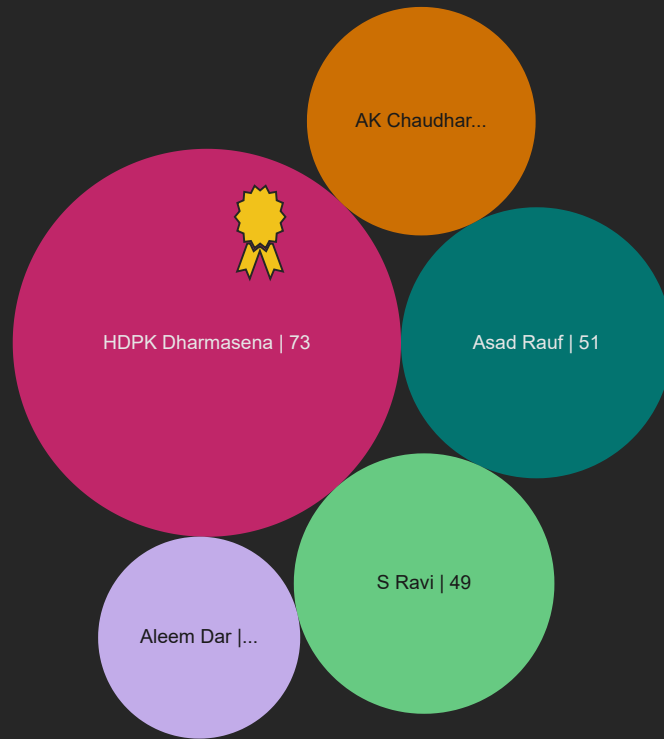 AK Chaudhar...
HDPK Dharmasena | 73
Asad Rauf | 51
S Ravi | 49
Aleem Dar |...